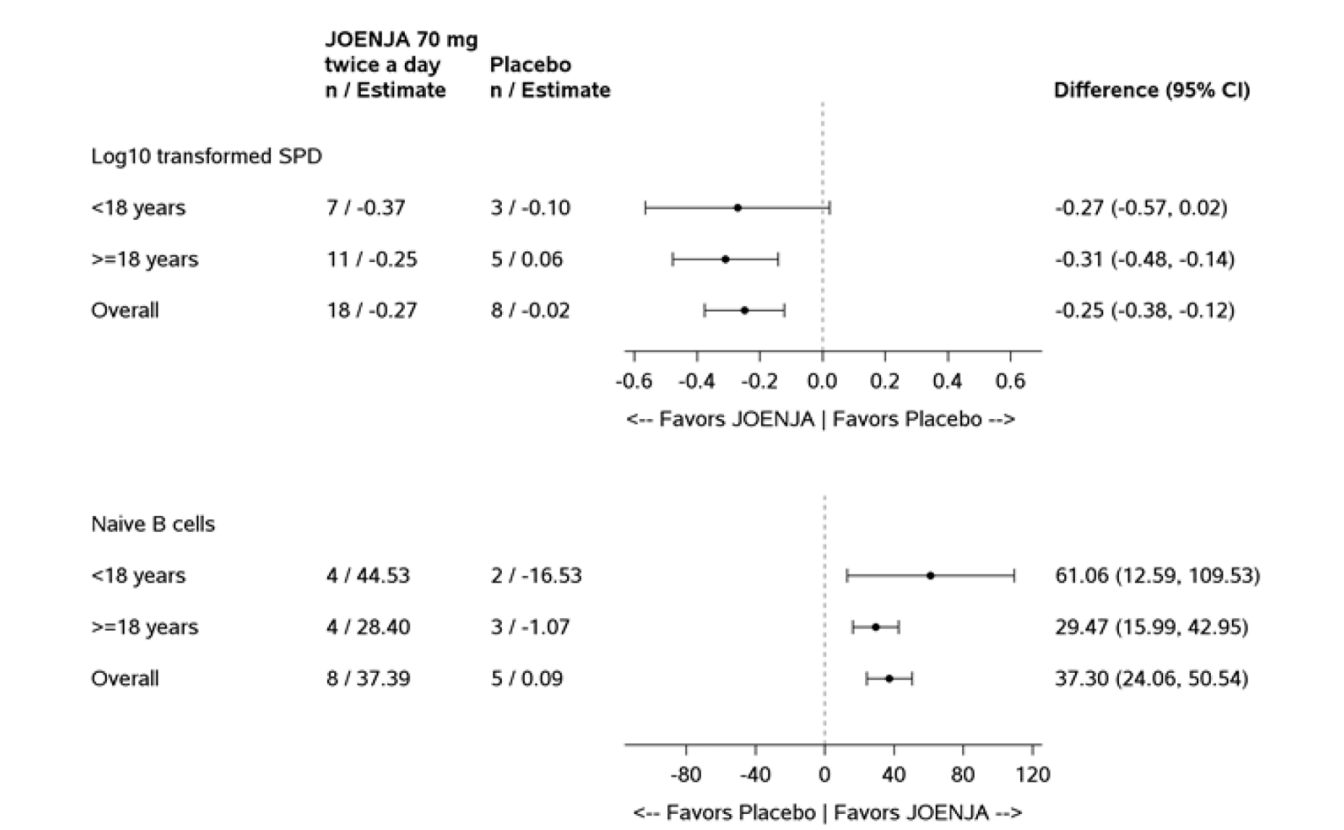 JOENJA 70 mg
twice a day Placebo
n / Estimate n / Estimate Difference (95% CI)
Log10 transformed SPD
<18 years 7 / -0.37 3 / -0.10 -0.27 (-0.57, 0.02)
>=18 years 11 / -0.25 5 / 0.06 -0.31 (-0.48, -0.14)
Overall 18 / -0.27 8 / -0.02 -0.25 (-0.38, -0.12)
-0.6 -0.4 -0.2 0.0 0.2 0.4 0.6
<-- Favors JOENJA | Favors Placebo -->
Naive B cells
<18 years 4 / 44.53 2 / -16.53 61.06 (12.59, 109.53)
>=18 years 4 / 28.40 3 / -1.07 29.47 (15.99, 42.95)
Overall 8 / 37.39 5 / 0.09 37.30 (24.06, 50.54)
-80 -40 0 40 80 120
<-- Favors Placebo | Favors JOENJA -->